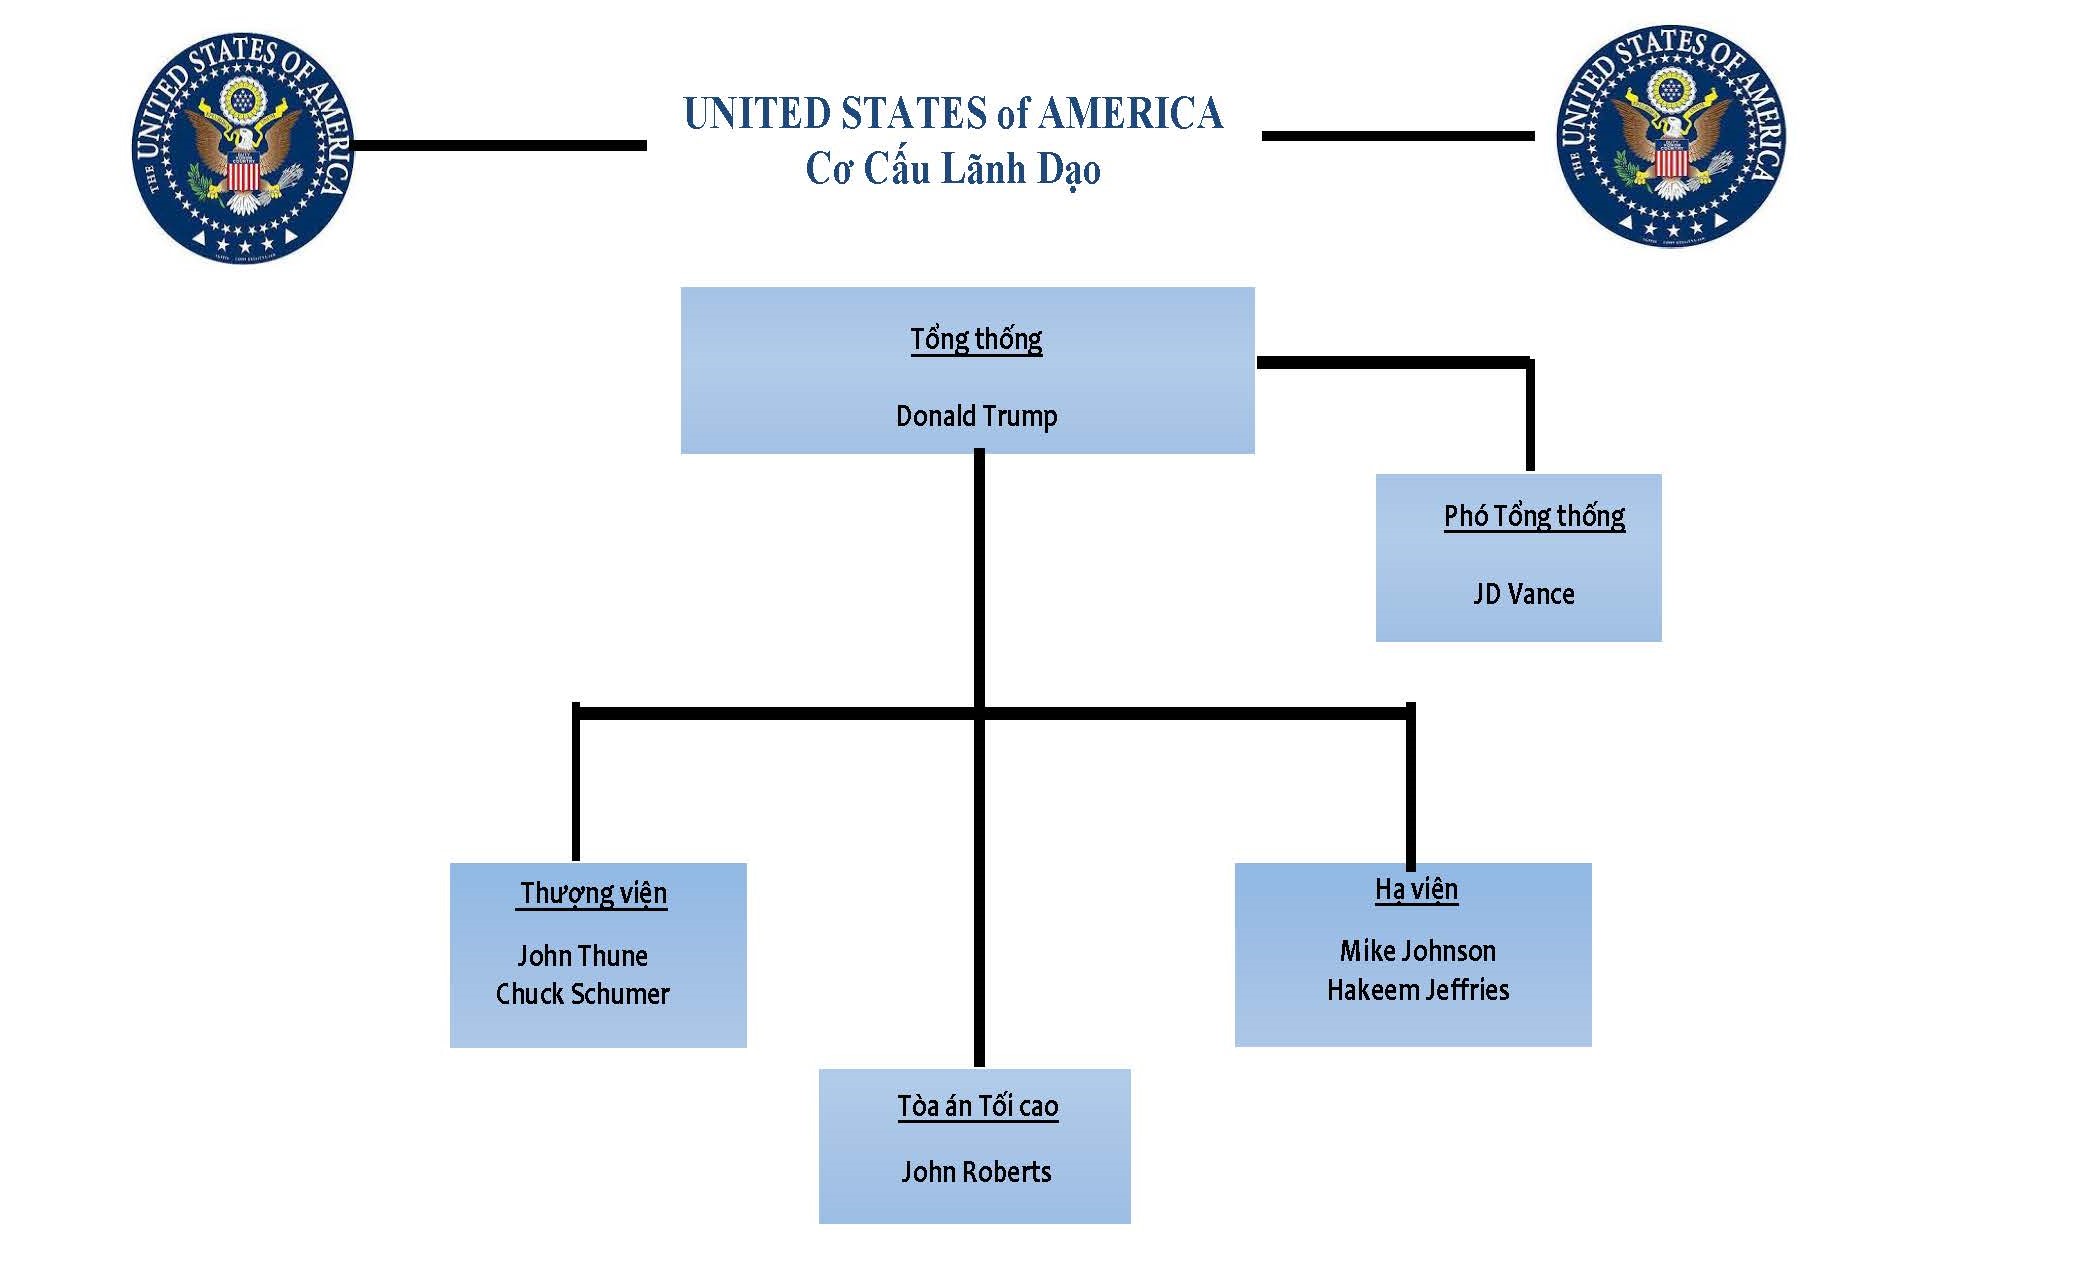 THE UNITED STATES OF AMERICA
UNITED STATES of AMERICA
Cơ Cấu Lãnh Dạo
THE UNITED STATES OF AMERICA
Tổng thống
Donald Trump
Phó Tổng thống
JD Vance
Thượng viện
John Thune
Chuck Schumer
Hạ viện
Mike Johnson
Hakeem Jeffries
Tòa án Tối cao
John Roberts